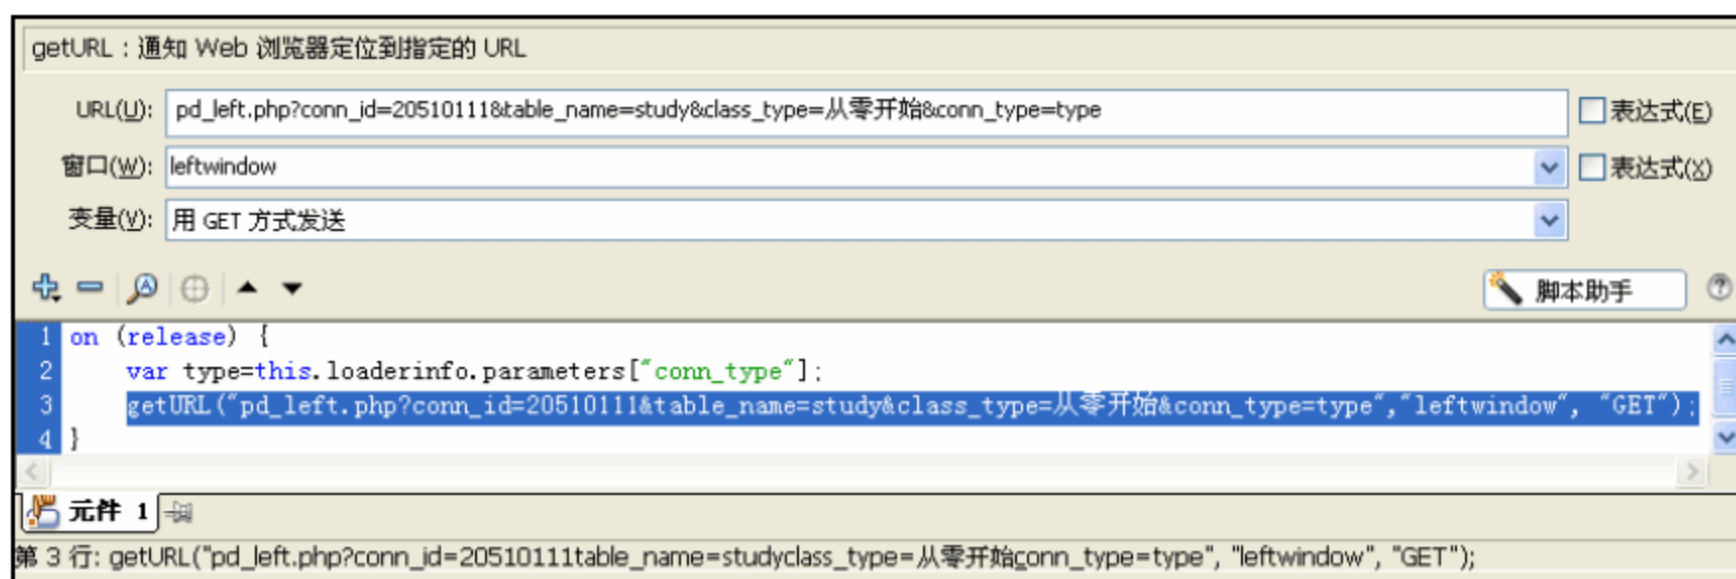 getURL : 通知 Web 浏览器定位到指定的 URL
URL(U): pd_left.php?conn_id=20510111&table_name=study&class_type=从零开始&conn_type=type 表达式(E)
窗口(W): leftwindow 表达式(X)
变量(V): 用 GET 方式发送
脚本助手 ?
1 on (release) {
2 var type=this.loaderinfo.parameters["conn_type"];
3 getURL("pd_left.php?conn_id=20510111&table_name=study&class_type=从零开始&conn_type=type","leftwindow", "GET");
4 }
元件 1
第 3 行: getURL("pd_left.php?conn_id=20510111table_name=studyclass_type=从零开始conn_type=type", "leftwindow", "GET");